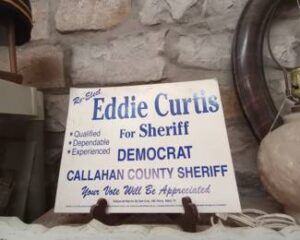 Re-Elect
Eddie Curtis
* Qualified
* Dependable
* Experienced
For Sheriff
DEMOCRAT
CALLAHAN COUNTY SHERIFF
Your Vote Will Be Appreciated